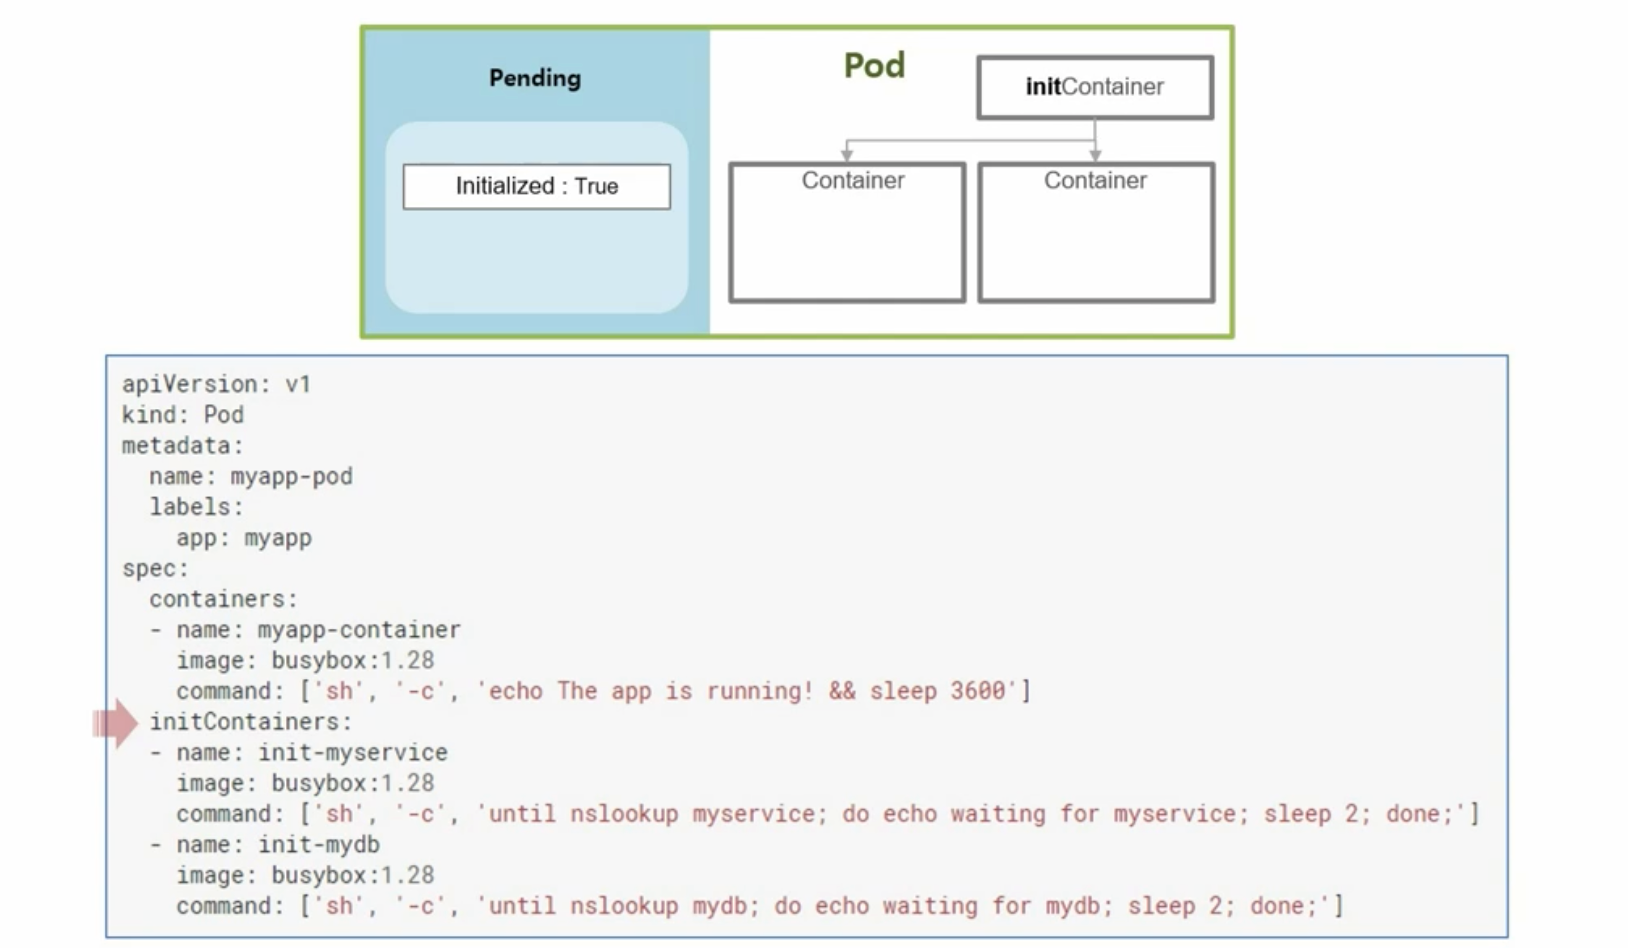 Pending
Initialized : True
Pod
initContainer
Container
Container
apiVersion: v1
kind: Pod
metadata:
  name: myapp-pod
  labels:
    app: myapp
spec:
  containers:
  - name: myapp-container
    image: busybox:1.28
    command: ['sh', '-c', 'echo The app is running! && sleep 3600']
  initContainers:
  - name: init-myservice
    image: busybox:1.28
    command: ['sh', '-c', 'until nslookup myservice; do echo waiting for myservice; sleep 2; done;']
  - name: init-mydb
    image: busybox:1.28
    command: ['sh', '-c', 'until nslookup mydb; do echo waiting for mydb; sleep 2; done;']